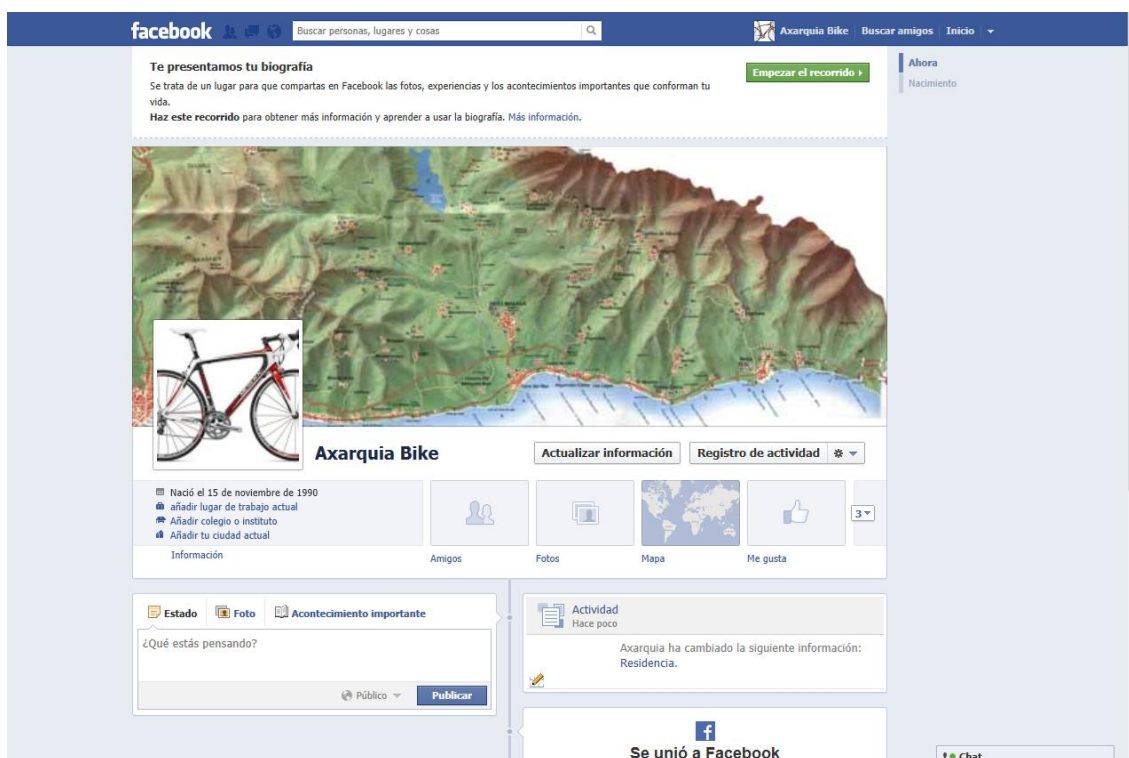 facebook
Buscar personas, lugares y cosas
Axarquia Bike
Buscar amigos
Inicio
Te presentamos tu biografía
Se trata de un lugar para que compartas en Facebook las fotos, experiencias y los acontecimientos importantes que conforman tu
vida.
Haz este recorrido para obtener más información y aprender a usar la biografía. Más información.
Empezar el recorrido
Ahora
Nacimiento
Axarquia Bike
Actualizar información
Registro de actividad
Nació el 15 de noviembre de 1990
añadir lugar de trabajo actual
Añadir colegio o instituto
Añadir tu ciudad actual
Información
Amigos
Fotos
Mapa
Me gusta
3
Estado
Foto
Acontecimiento importante
¿Qué estás pensando?
Público
Publicar
Actividad
Hace poco
Axarquia ha cambiado la siguiente información:
Residencia.
f
Se unió a Facebook
Chat